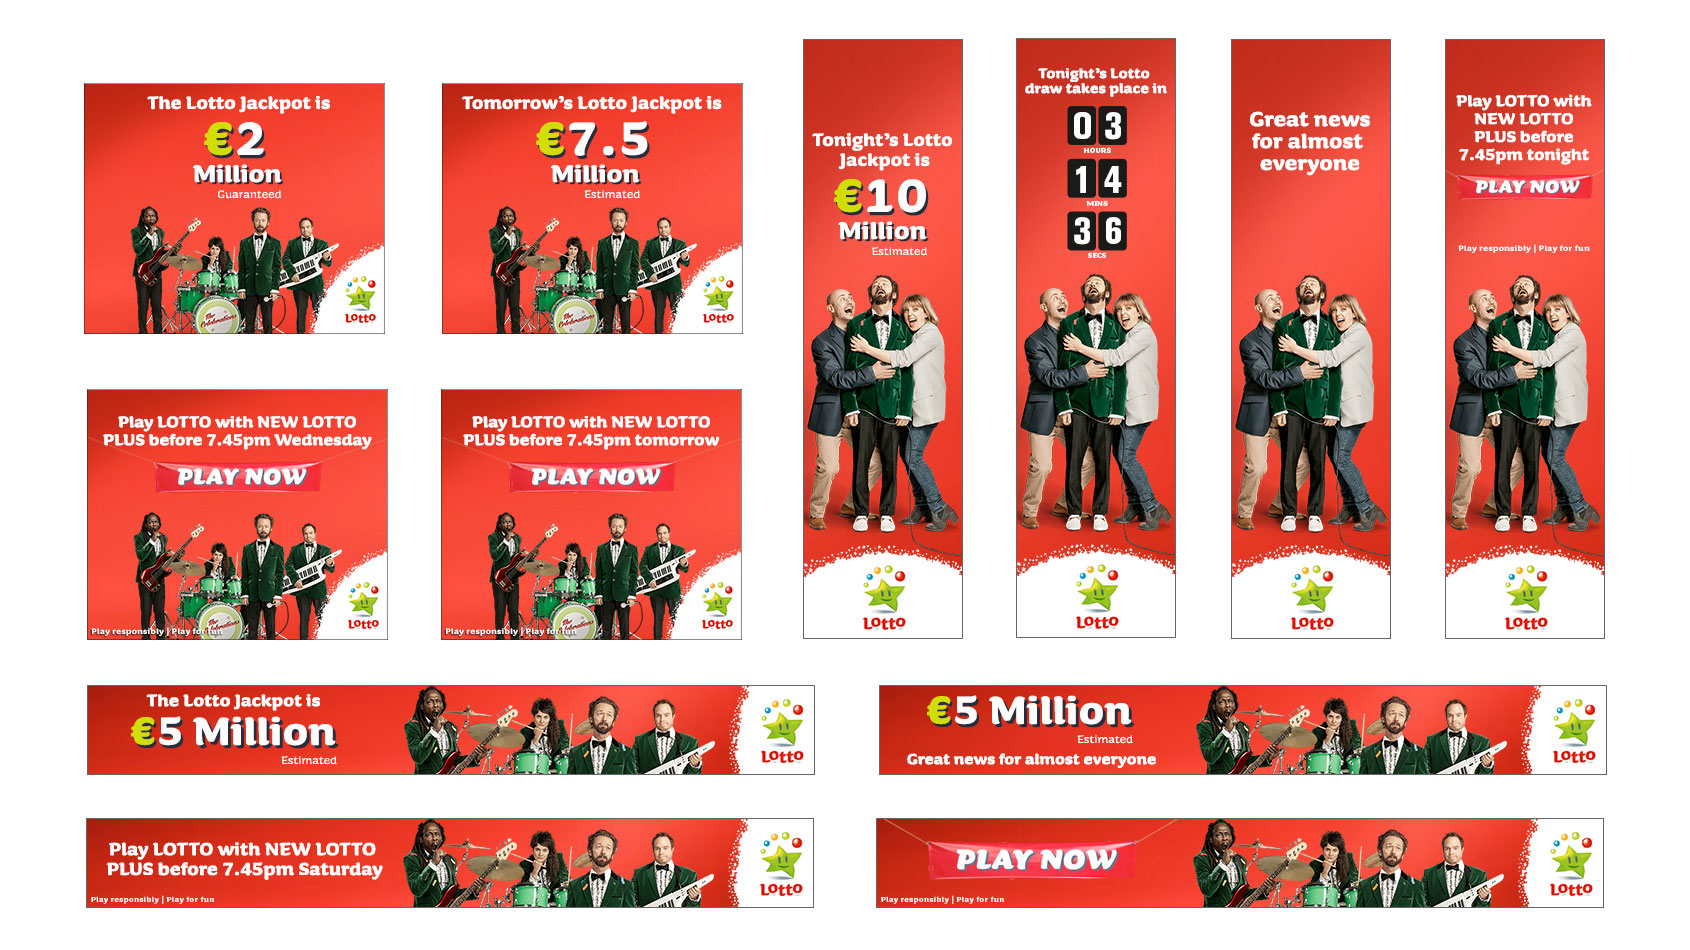 The Lotto Jackpot is
€2
Million
Guaranteed
The Celebrations
Lotto
Tomorrow's Lotto Jackpot is
€7.5
Million
Estimated
The Celebrations
Lotto
Play LOTTO with NEW LOTTO
PLUS before 7.45pm Wednesday
PLAY NOW
The Celebrations
Play responsibly | Play for fun
Lotto
Play LOTTO with NEW LOTTO
PLUS before 7.45pm tomorrow
PLAY NOW
The Celebrations
Play responsibly | Play for fun
Lotto
Tonight's Lotto
Jackpot is
€10
Million
Estimated
Lotto
Tonight's Lotto
draw takes place in
03
HOURS
14
MINS
36
SECS
Lotto
Great news
for almost
everyone
Lotto
Play LOTTO with
NEW LOTTO
PLUS before
7.45pm tonight
PLAY NOW
Play responsibly | Play for fun
Lotto
The Lotto Jackpot is
€5 Million
Estimated
Lotto
€5 Million
Estimated
Great news for almost everyone
Lotto
Play LOTTO with NEW LOTTO
PLUS before 7.45pm Saturday
Play responsibly | Play for fun
Lotto
PLAY NOW
Play responsibly | Play for fun
Lotto